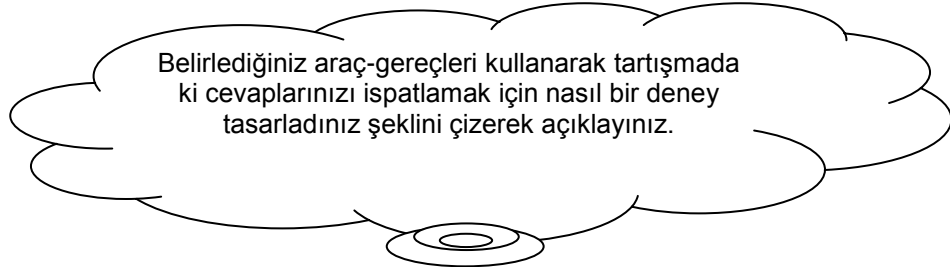 Belirlediğiniz araç-gereçleri kullanarak tartışmada
ki cevaplarınızı ispatlamak için nasıl bir deney
tasarladınız şeklini çizerek açıklayınız.